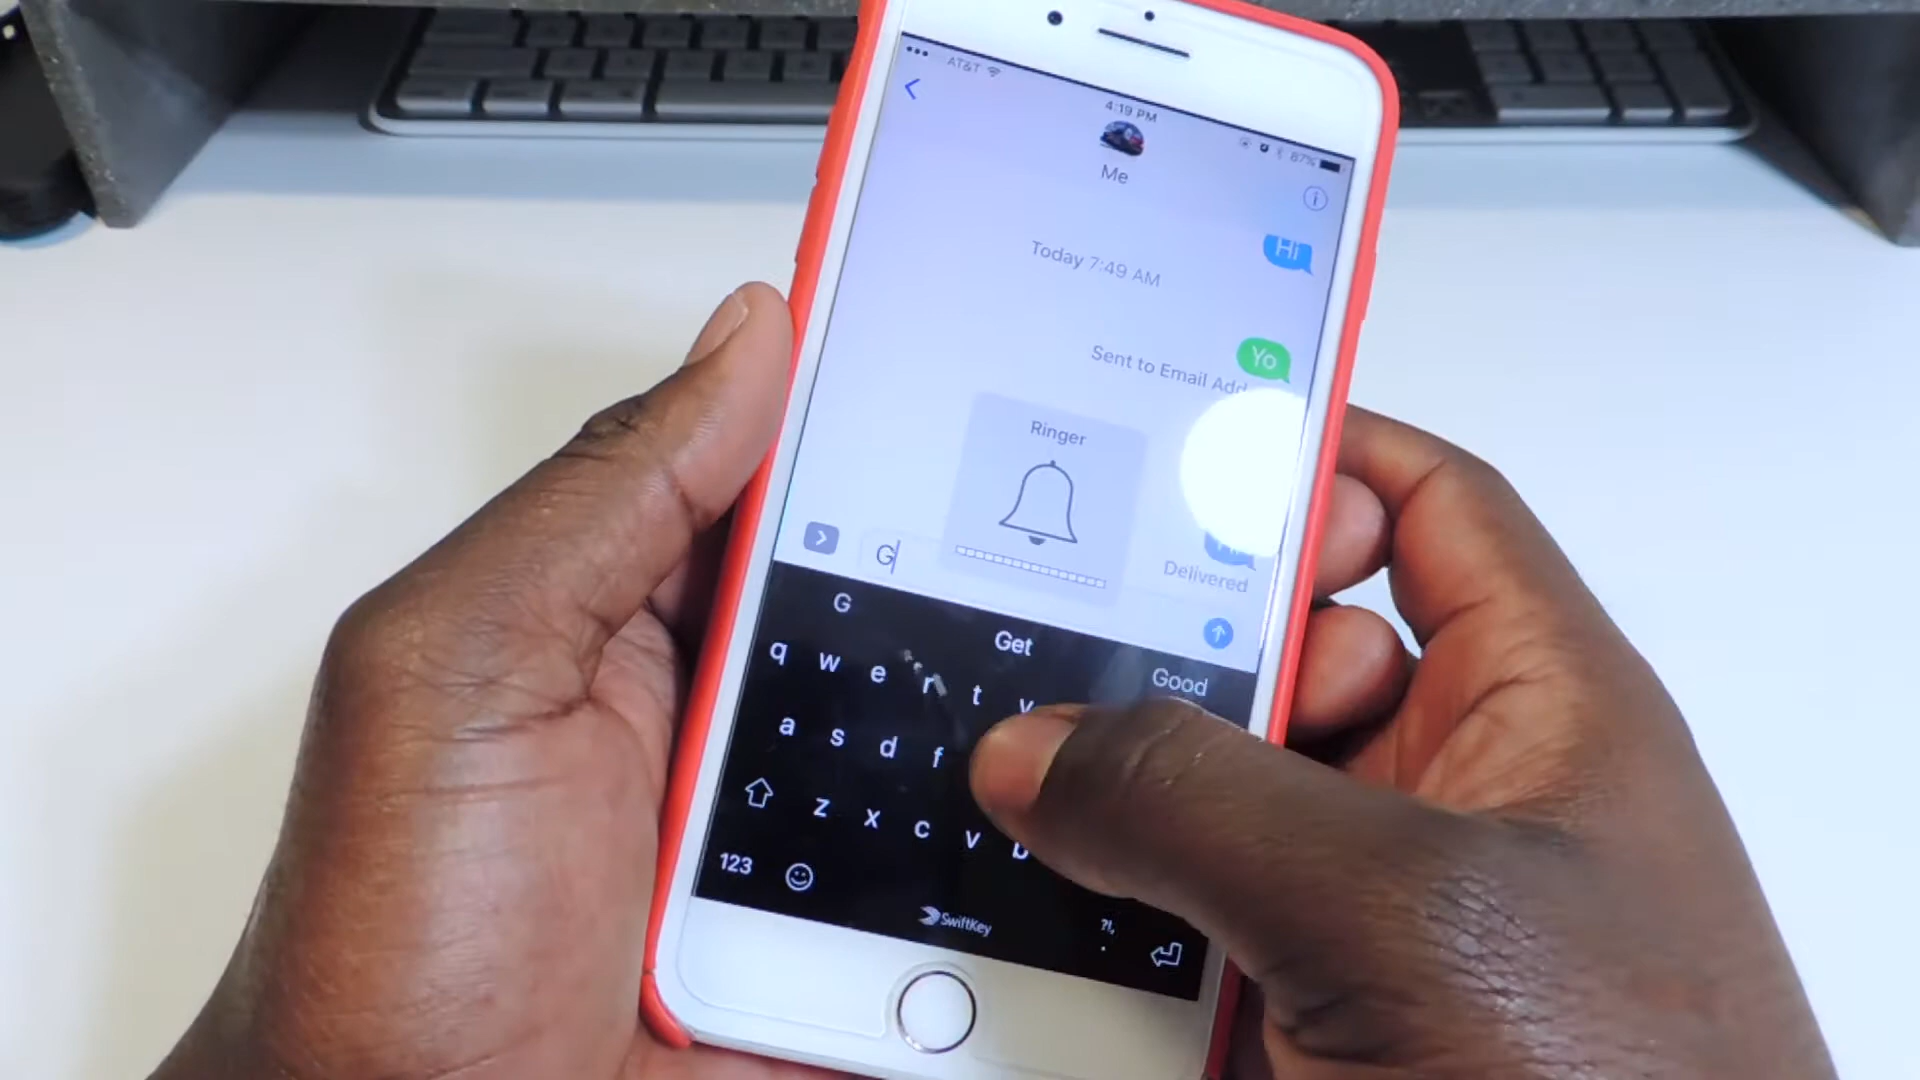 AT&T
4:19 PM
87%
Me
Hi
Today 7:49 AM
Yo
Sent to Email Add
Ringer
G
Delivered
G Get Good
q w e r t y
a s d f
z x c v b
123
SwiftKey
?!,
.